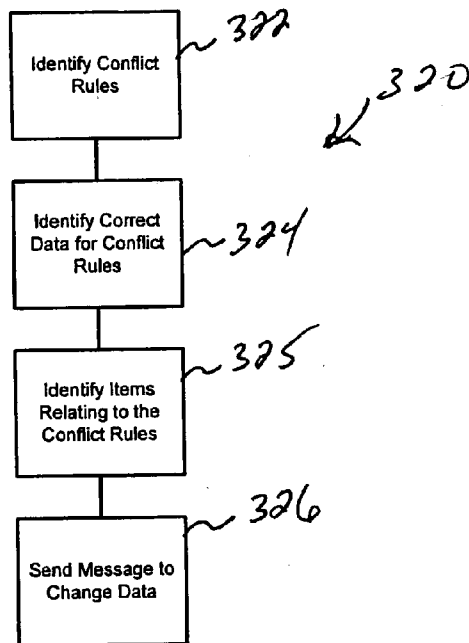 Identify Conflict
Rules
322
320
Identify Correct
Data for Conflict
Rules
324
Identify Items
Relating to the
Conflict Rules
325
Send Message to
Change Data
326